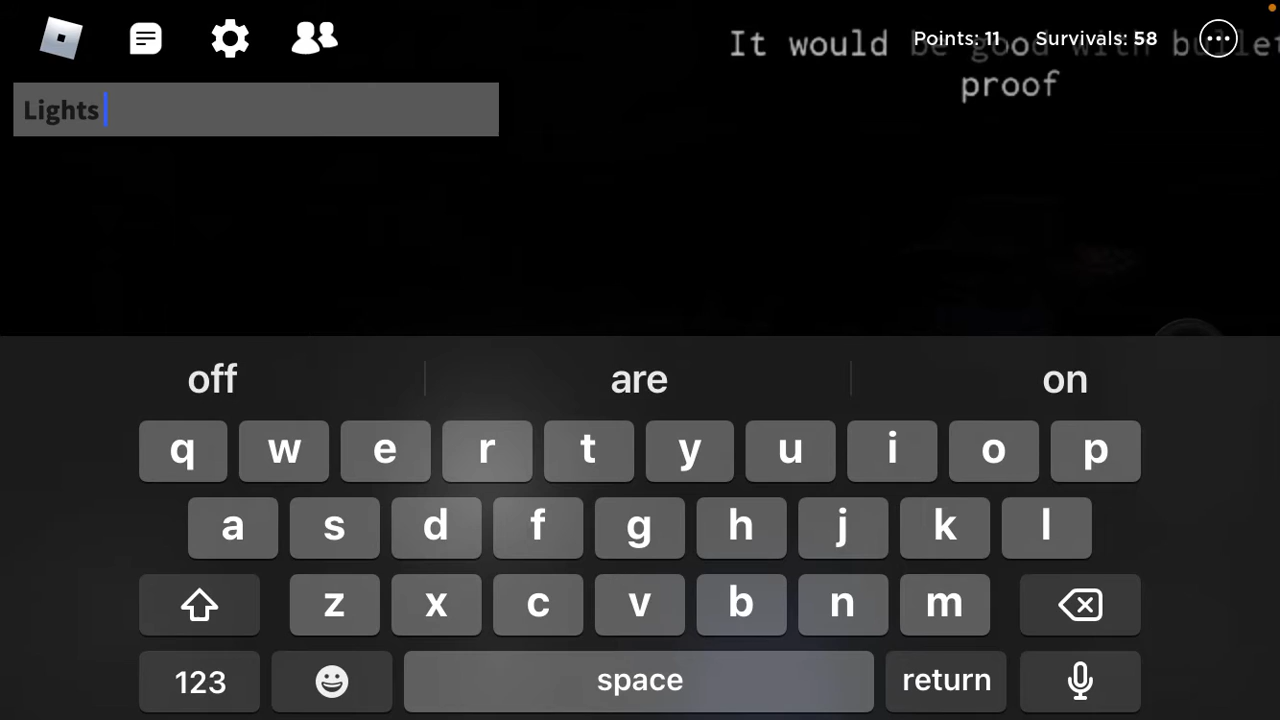 Points: 11 Survivals: 58
It would be good with bullet
proof
Lights
off are on
q w e r t y u i o p
a s d f g h j k l
z x c v b n m
123 space return